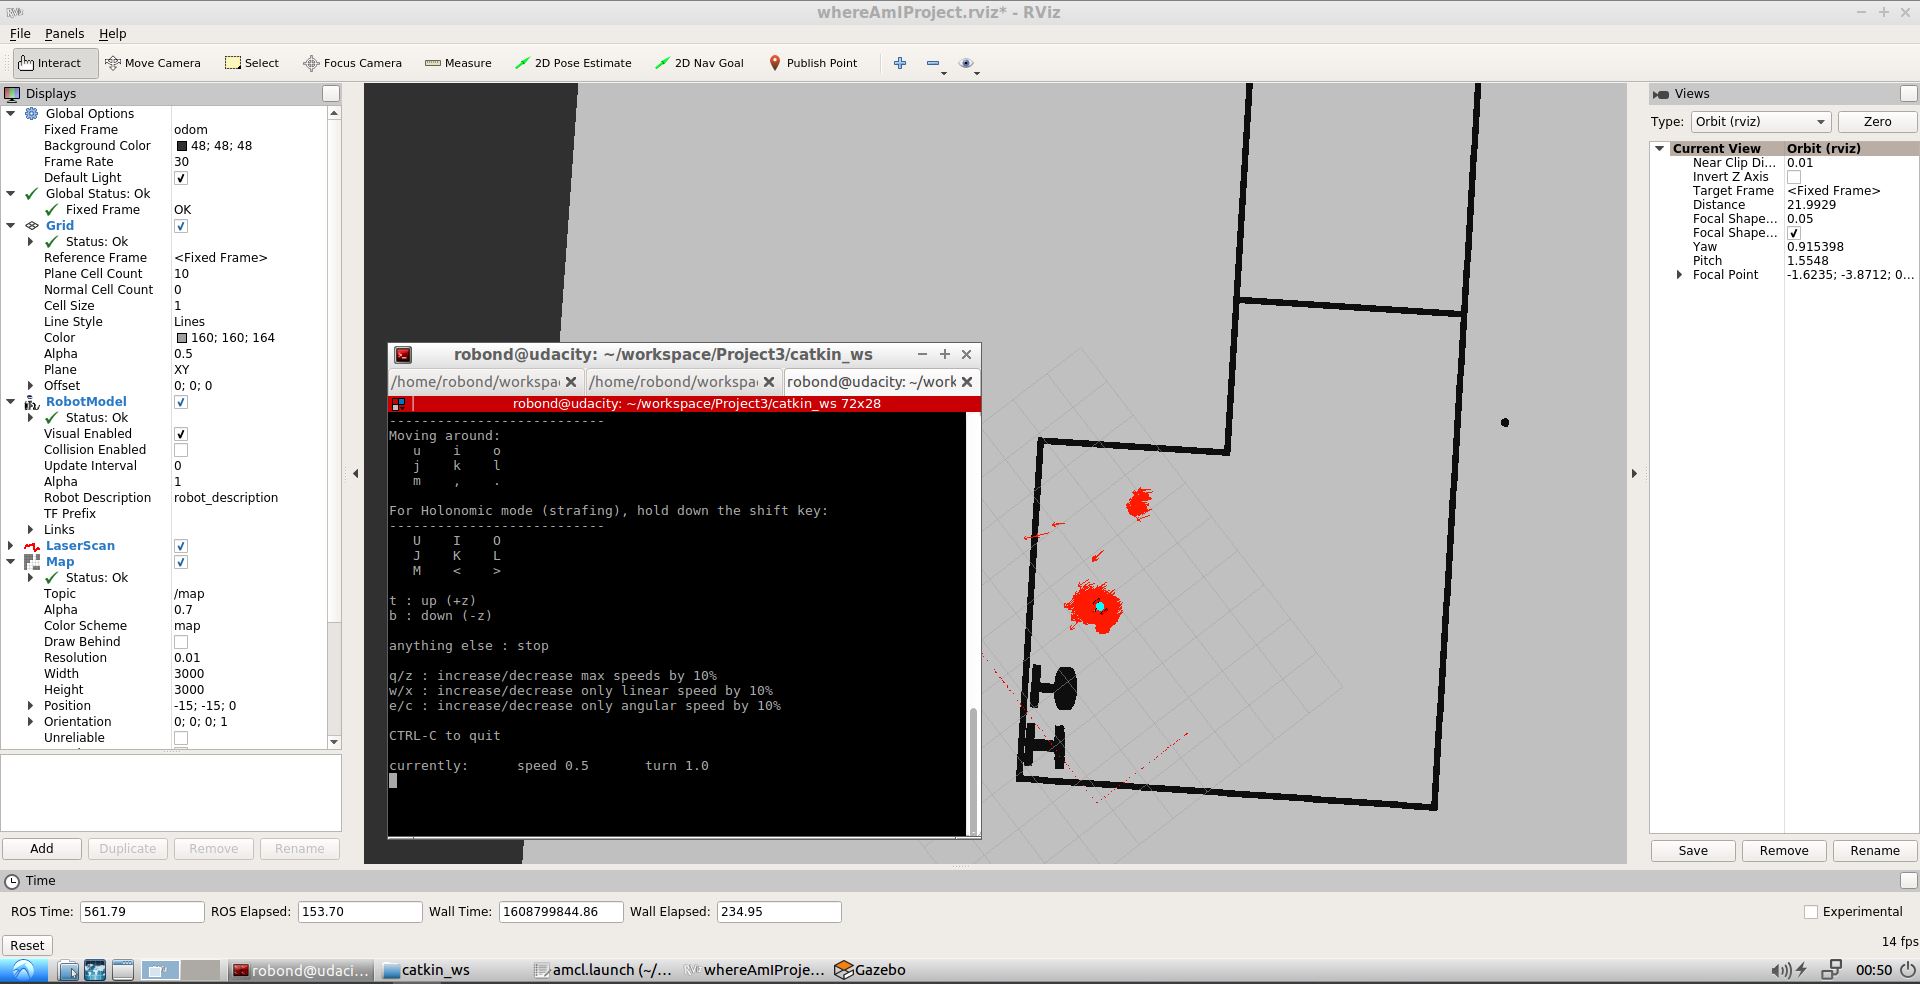 whereAmIProject.rviz* - RViz
File Panels Help
Interact Move Camera Select Focus Camera Measure 2D Pose Estimate 2D Nav Goal Publish Point
Displays
Global Options
Fixed Frame odom
Background Color 48; 48; 48
Frame Rate 30
Default Light
Global Status: Ok
Fixed Frame OK
Grid
Status: Ok
Reference Frame <Fixed Frame>
Plane Cell Count 10
Normal Cell Count 0
Cell Size 1
Line Style Lines
Color 160; 160; 164
Alpha 0.5
Plane XY
Offset 0; 0; 0
RobotModel
Status: Ok
Visual Enabled
Collision Enabled
Update Interval 0
Alpha 1
Robot Description robot_description
TF Prefix
Links
LaserScan
Map
Status: Ok
Topic /map
Alpha 0.7
Color Scheme map
Draw Behind
Resolution 0.01
Width 3000
Height 3000
Position -15; -15; 0
Orientation 0; 0; 0; 1
Unreliable
Add Duplicate Remove Rename
robond@udacity: ~/workspace/Project3/catkin_ws
/home/robond/workspa /home/robond/workspa robond@udacity: ~/work
robond@udacity: ~/workspace/Project3/catkin_ws 72x28
---------------------------
Moving around:
u i o
j k l
m , .
For Holonomic mode (strafing), hold down the shift key:
---------------------------
U I O
J K L
M < >
t : up (+z)
b : down (-z)
anything else : stop
q/z : increase/decrease max speeds by 10%
w/x : increase/decrease only linear speed by 10%
e/c : increase/decrease only angular speed by 10%
CTRL-C to quit
currently: speed 0.5 turn 1.0
Views
Type: Orbit (rviz) Zero
Current View Orbit (rviz)
Near Clip Di... 0.01
Invert Z Axis
Target Frame <Fixed Frame>
Distance 21.9929
Focal Shape... 0.05
Focal Shape...
Yaw 0.915398
Pitch 1.5548
Focal Point -1.6235; -3.8712; 0...
Save Remove Rename
Time
ROS Time: 561.79 ROS Elapsed: 153.70 Wall Time: 1608799844.86 Wall Elapsed: 234.95 Experimental
Reset 14 fps
robond@udaci... catkin_ws amcl.launch (~/... whereAmIProje... Gazebo 00:50